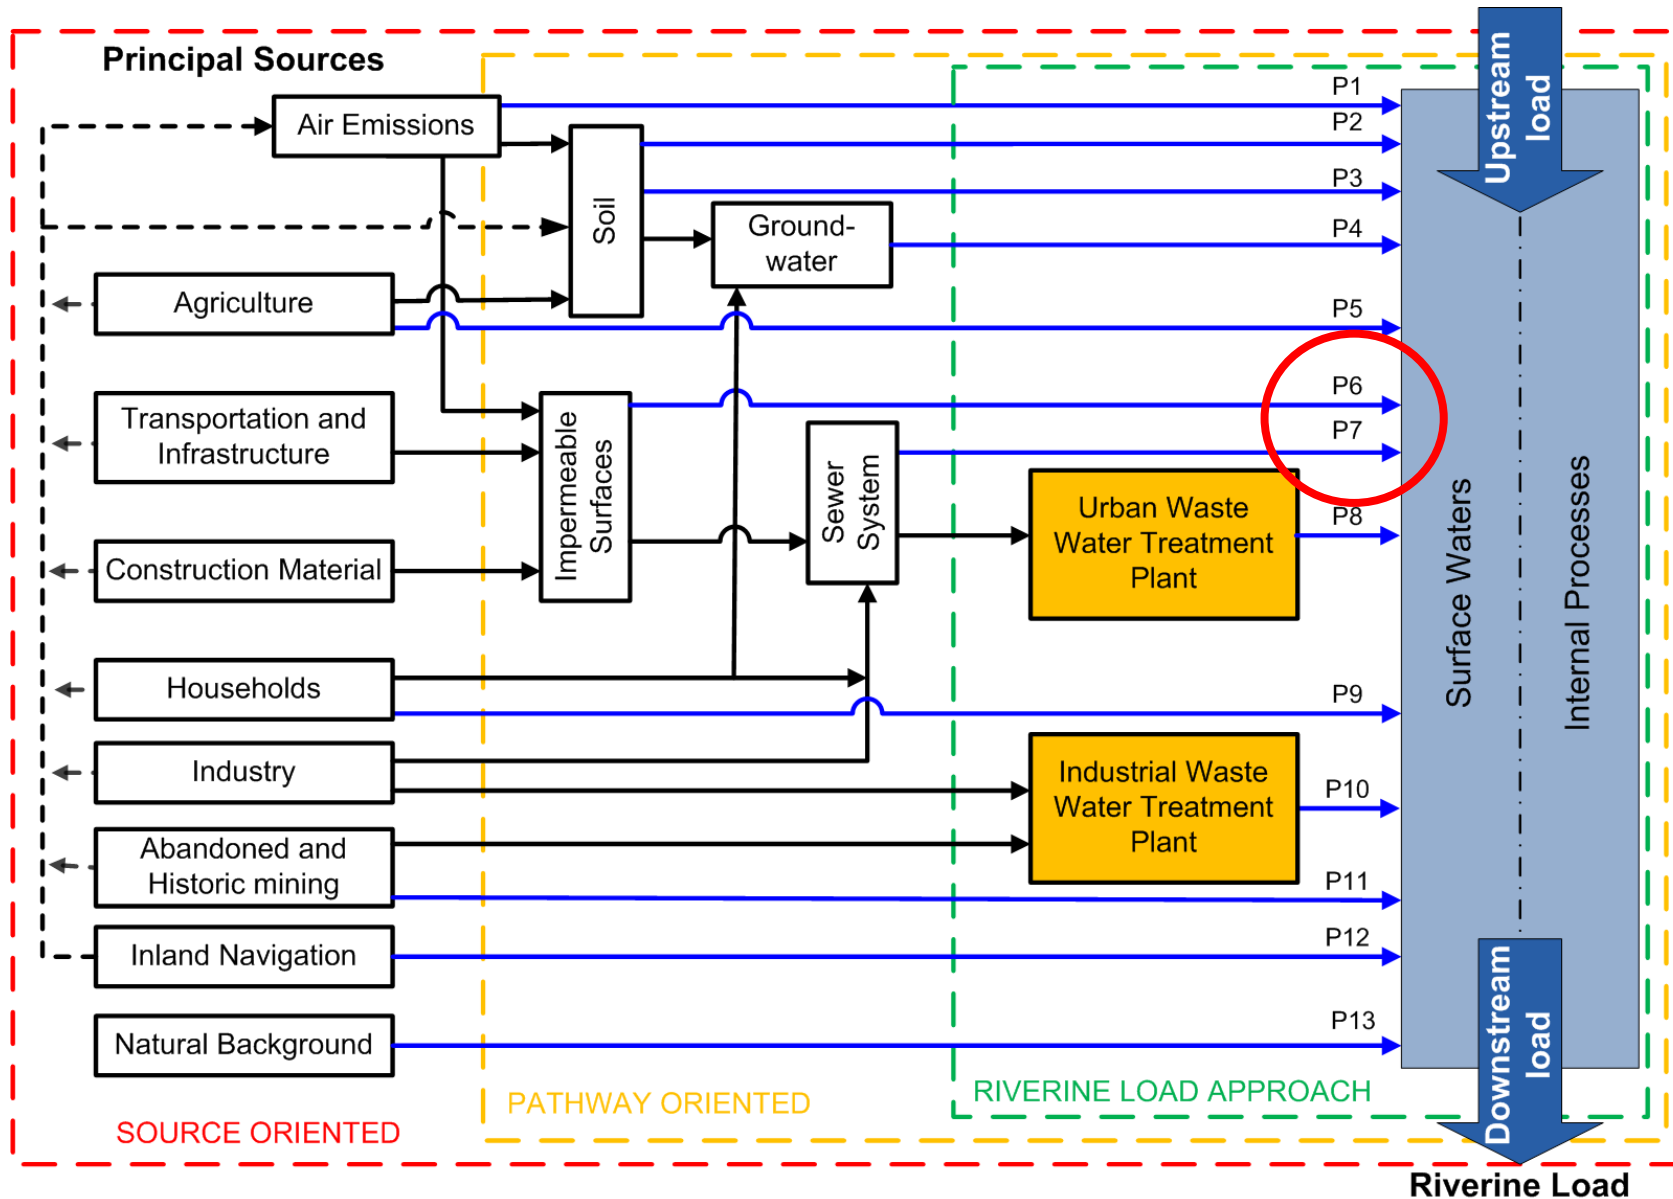 Principal Sources
Air Emissions
Soil
Ground-
water
Agriculture
Transportation and
Infrastructure
Impermeable
Surfaces
Sewer
System
Construction Material
Urban Waste
Water Treatment
Plant
Households
Industry
Industrial Waste
Water Treatment
Plant
Abandoned and
Historic mining
Inland Navigation
Natural Background
P1
P2
P3
P4
P5
P6
P7
P8
P9
P10
P11
P12
P13
Upstream
load
Surface Waters
Internal Processes
Downstream
load
SOURCE ORIENTED
PATHWAY ORIENTED
RIVERINE LOAD APPROACH
Riverine Load